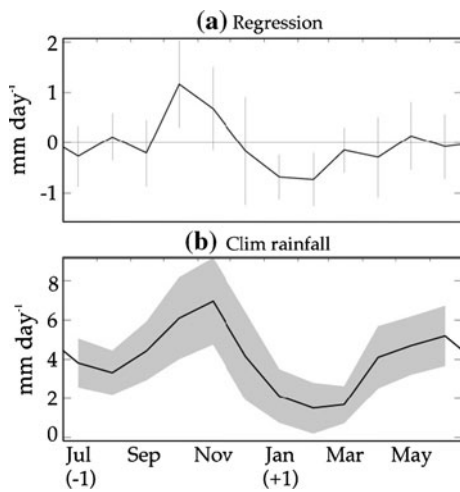 (a) Regression
2
1
0
-1
mm day-1
(b) Clim rainfall
8
6
4
2
0
mm day-1
Jul Sep Nov Jan Mar May
(-1) (+1)